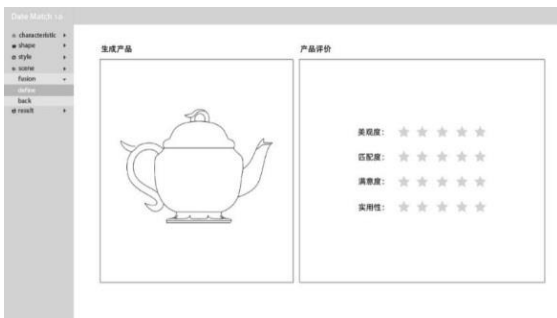 Date Match 1.0
characteristic
shape
style
scene
fusion
define
back
result
生成产品
产品评价
美观度：
匹配度：
满意度：
实用性：